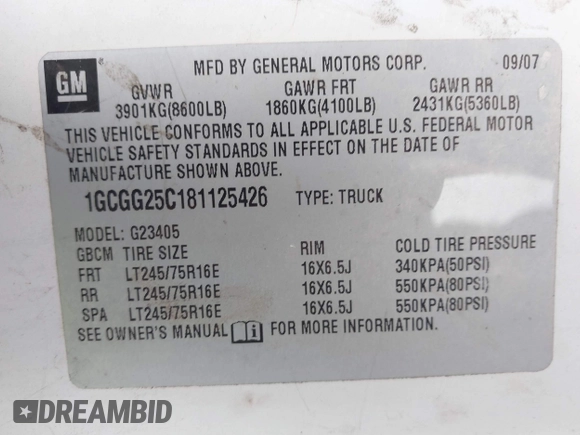 GM
MFD BY GENERAL MOTORS CORP. 09/07
GVWR GAWR FRT GAWR RR
3901KG(8600LB) 1860KG(4100LB) 2431KG(5360LB)
THIS VEHICLE CONFORMS TO ALL APPLICABLE U.S. FEDERAL MOTOR
VEHICLE SAFETY STANDARDS IN EFFECT ON THE DATE OF
MANUFACTURE SHOWN ABOVE.
1GCGG25C181125426 TYPE: TRUCK
MODEL: G23405
GBCM TIRE SIZE RIM COLD TIRE PRESSURE
FRT LT245/75R16E 16X6.5J 340KPA(50PSI)
RR LT245/75R16E 16X6.5J 550KPA(80PSI)
SPA LT245/75R16E 16X6.5J 550KPA(80PSI)
SEE OWNER'S MANUAL FOR MORE INFORMATION.
DREAMBID